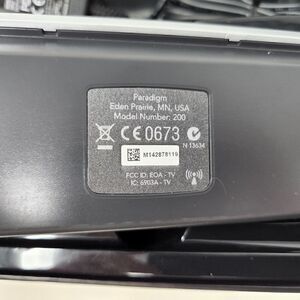 Paradigm
Eden Prairie, MN, USA
Model Number: 200
CE 0673
N 13634
M142878119
FCC ID: EOA - TV
IC: 6903A - TV